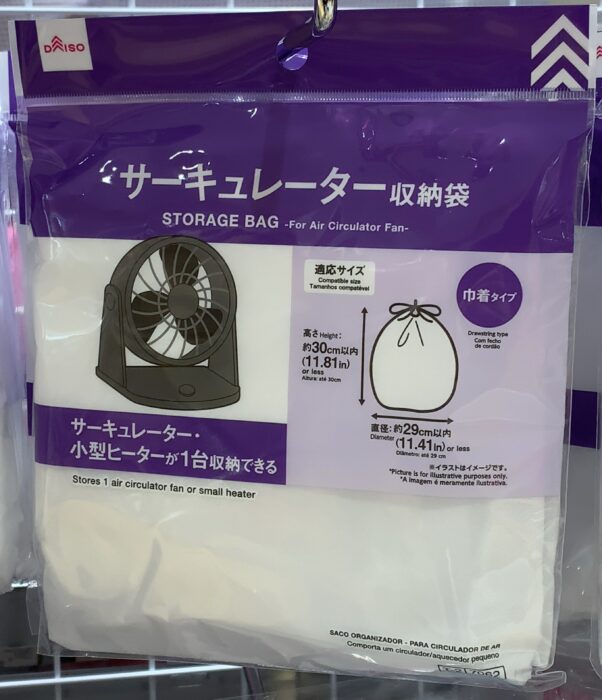 DAISO
サーキュレーター収納袋
STORAGE BAG -For Air Circulator Fan-
適応サイズ
Compatible size
Tamanhos compatível
巾着タイプ
Drawstring type
Com fecho
de cordão
高さ Height:
約30cm以内
(11.81in)
or less
Altura: até 30cm
直径:約29cm以内
Diameter (11.41in) or less
Diâmetro: até 29 cm
※イラストはイメージです。
*Picture is for illustrative purposes only.
*A imagem é meramente ilustrativa.
サーキュレーター・
小型ヒーターが1台収納できる
Stores 1 air circulator fan or small heater
SACO ORGANIZADOR - PARA CIRCULADOR DE AR
Comporta um circulador/aquecedor pequeno